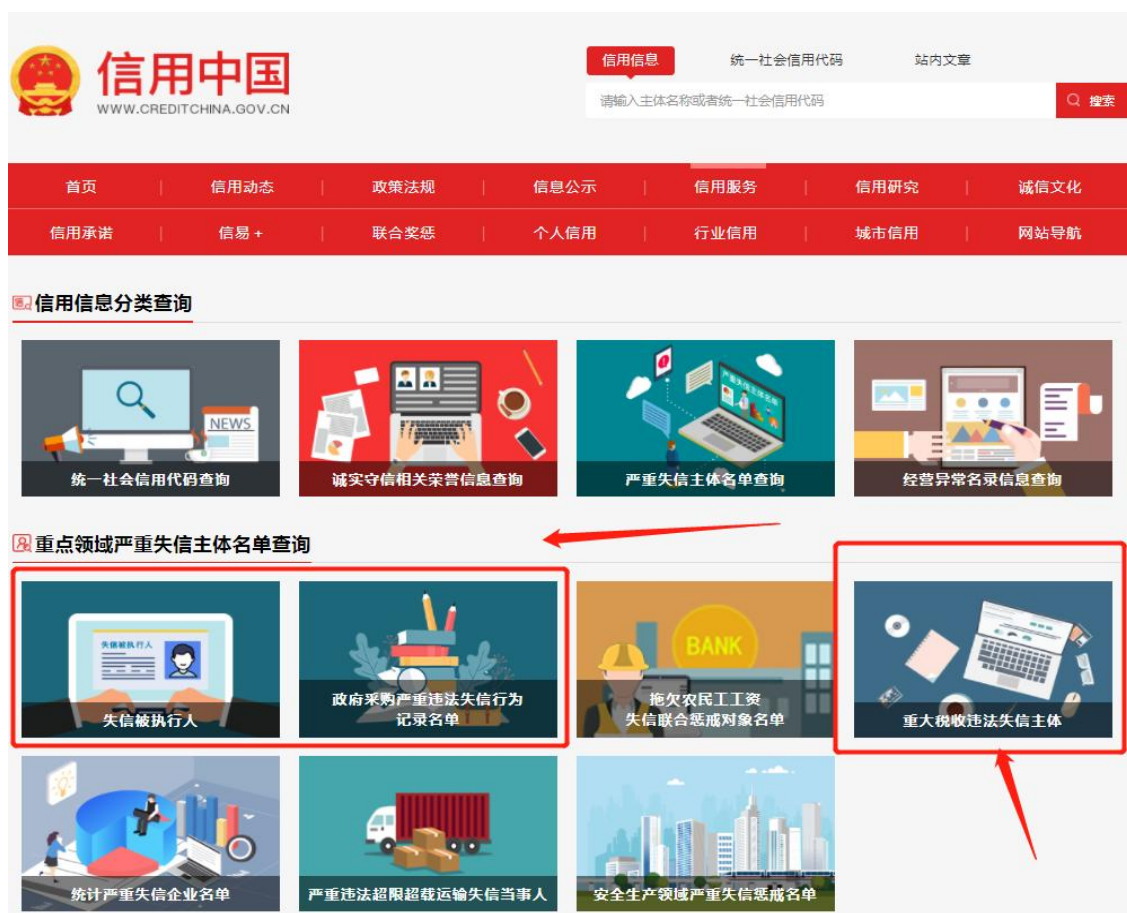 信用中国
WWW.CREDITCHINA.GOV.CN
信用信息
统一社会信用代码
站内文章
请输入主体名称或者统一社会信用代码
搜索
首页
信用动态
政策法规
信息公示
信用服务
信用研究
诚信文化
信用承诺
信易+
联合奖惩
个人信用
行业信用
城市信用
网站导航
信用信息分类查询
NEWS
统一社会信用代码查询
诚实守信相关荣誉信息查询
严重失信主体名单
严重失信主体名单查询
经营异常名录信息查询
重点领域严重失信主体名单查询
失信被执行人
失信被执行人
政府采购严重违法失信行为
记录名单
BANK
拖欠农民工工资
失信联合惩戒对象名单
重大税收违法失信主体
统计严重失信企业名单
严重违法超限超载运输失信当事人
安全生产领域严重失信惩戒名单